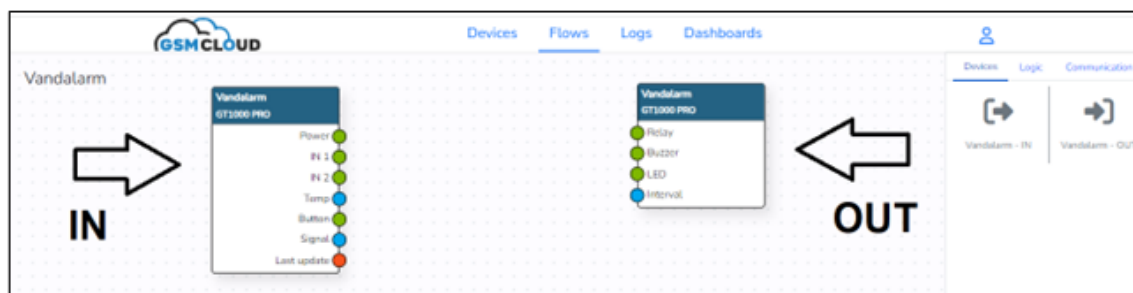 GSMCLOUD
Devices Flows Logs Dashboards
Vandalarm
Devices Logic Communication
Vandalarm
GT1000 PRO
Power
IN 1
IN 2
Temp
Button
Signal
Last update
IN
Vandalarm
GT1000 PRO
Relay
Buzzer
LED
Interval
OUT
Vandalarm - IN
Vandalarm - OUT